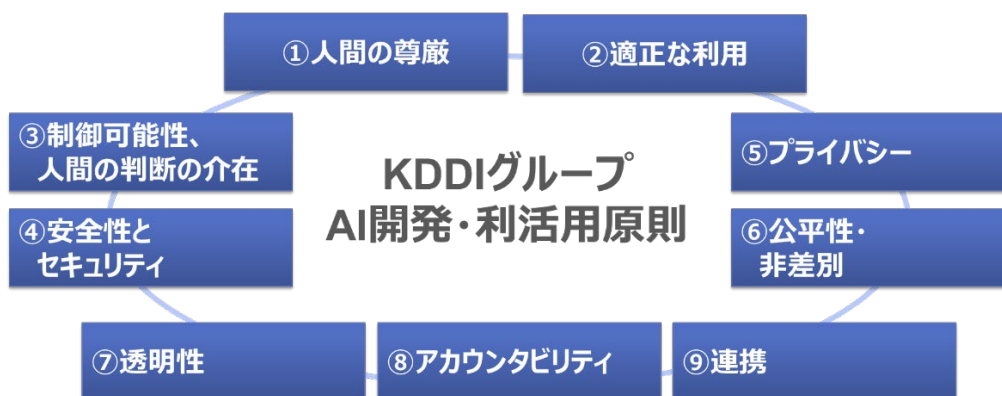 ①人間の尊厳
②適正な利用
③制御可能性、
人間の判断の介在
④安全性と
セキュリティ
KDDIグループ
AI開発・利活用原則
⑤プライバシー
⑥公平性・
非差別
⑦透明性
⑧アカウンタビリティ
⑨連携